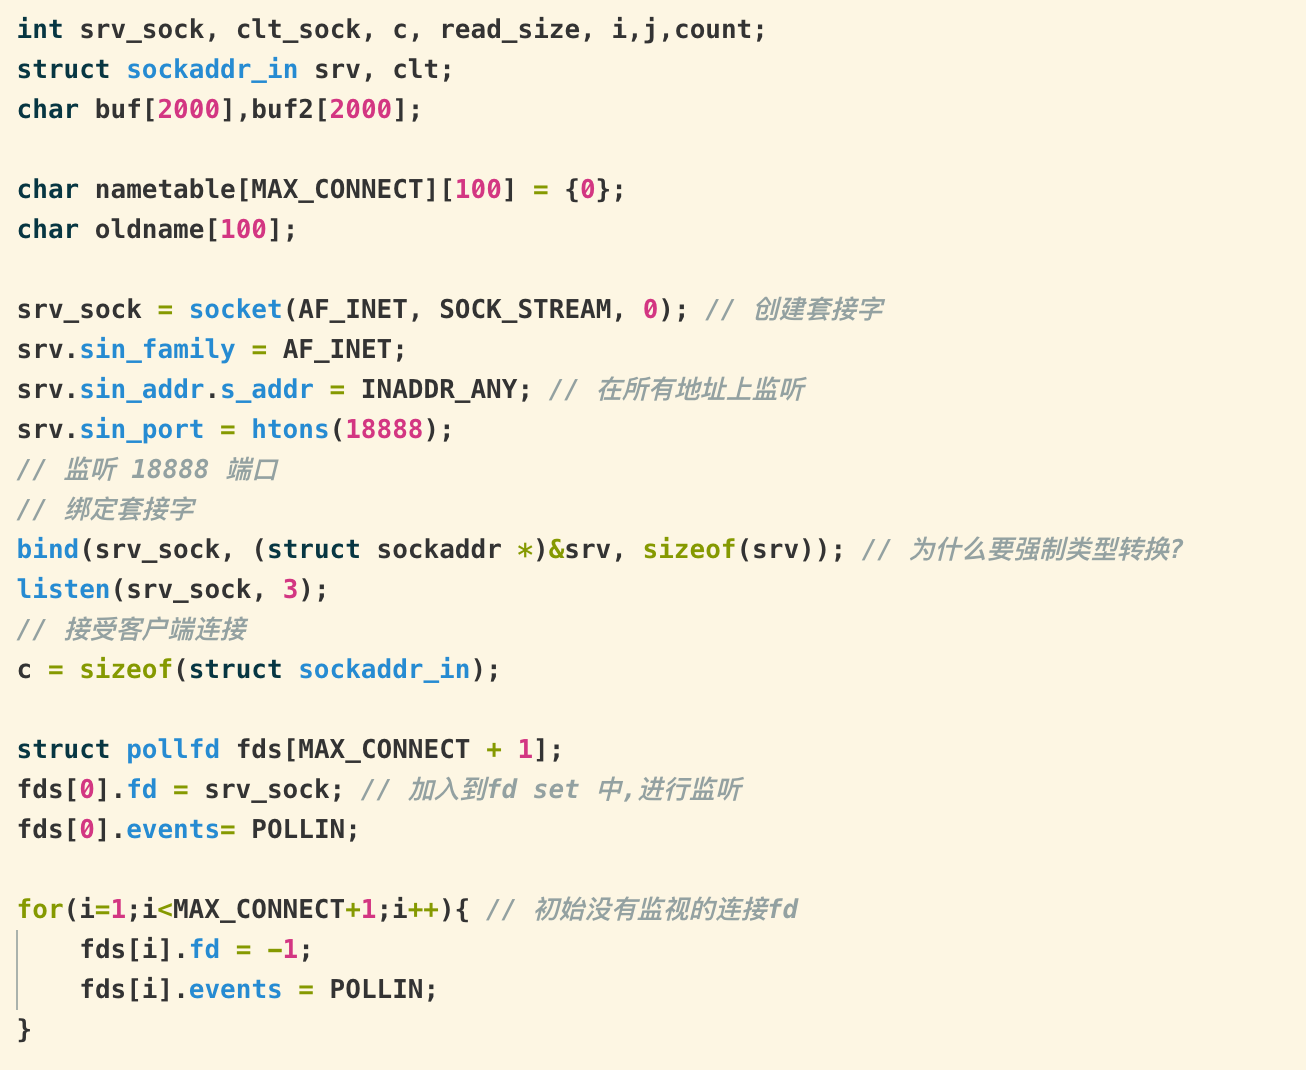 int srv_sock, clt_sock, c, read_size, i,j,count;
struct sockaddr_in srv, clt;
char buf[2000],buf2[2000];
char nametable[MAX_CONNECT][100] = {0};
char oldname[100];
srv_sock = socket(AF_INET, SOCK_STREAM, 0); // 创建套接字
srv.sin_family = AF_INET;
srv.sin_addr.s_addr = INADDR_ANY; // 在所有地址上监听
srv.sin_port = htons(18888);
// 监听 18888 端口
// 绑定套接字
bind(srv_sock, (struct sockaddr *)&srv, sizeof(srv)); // 为什么要强制类型转换?
listen(srv_sock, 3);
// 接受客户端连接
c = sizeof(struct sockaddr_in);
struct pollfd fds[MAX_CONNECT + 1];
fds[0].fd = srv_sock; // 加入到fd set 中,进行监听
fds[0].events= POLLIN;
for(i=1;i<MAX_CONNECT+1;i++){ // 初始没有监视的连接fd
    fds[i].fd = -1;
    fds[i].events = POLLIN;
}